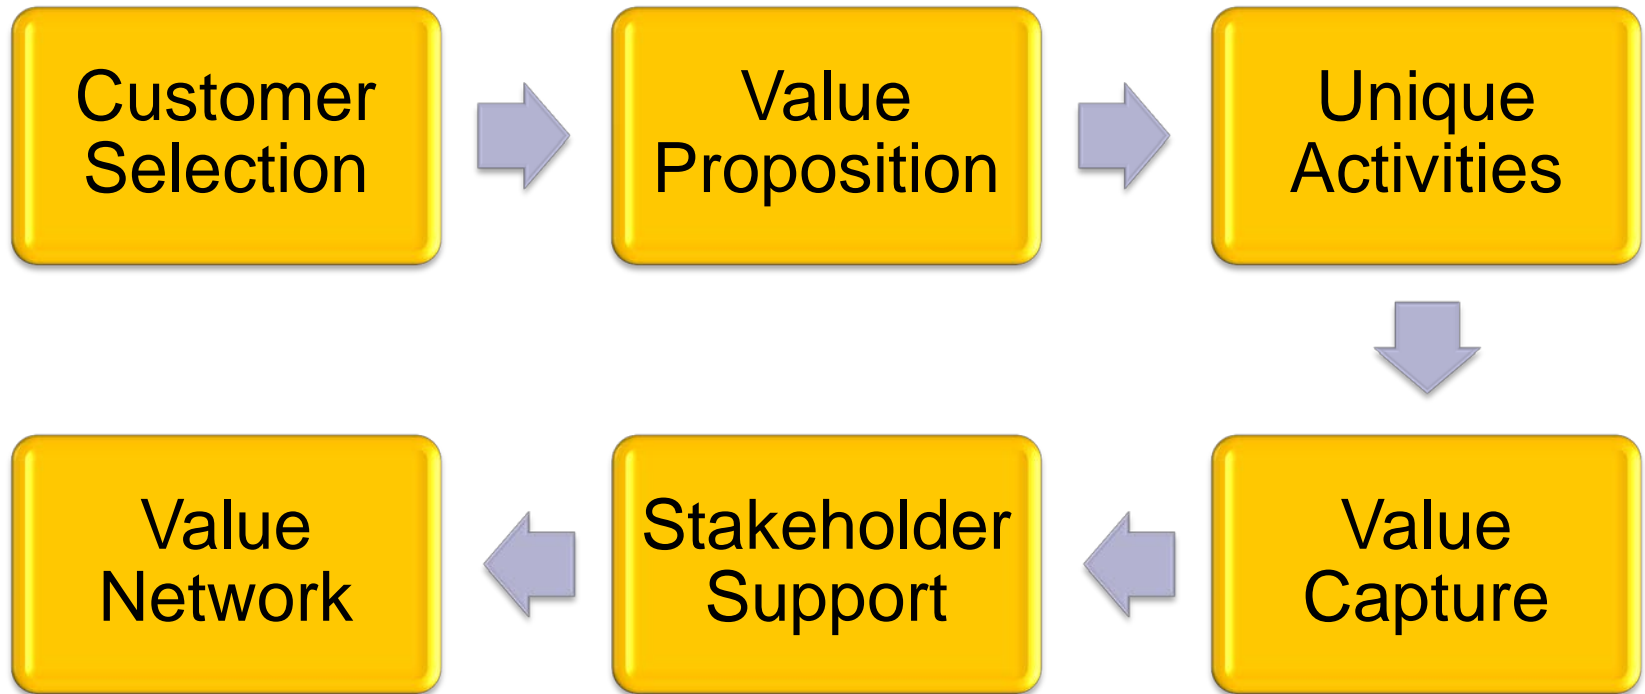 Customer
Selection
Value
Proposition
Unique
Activities
Value
Capture
Stakeholder
Support
Value
Network